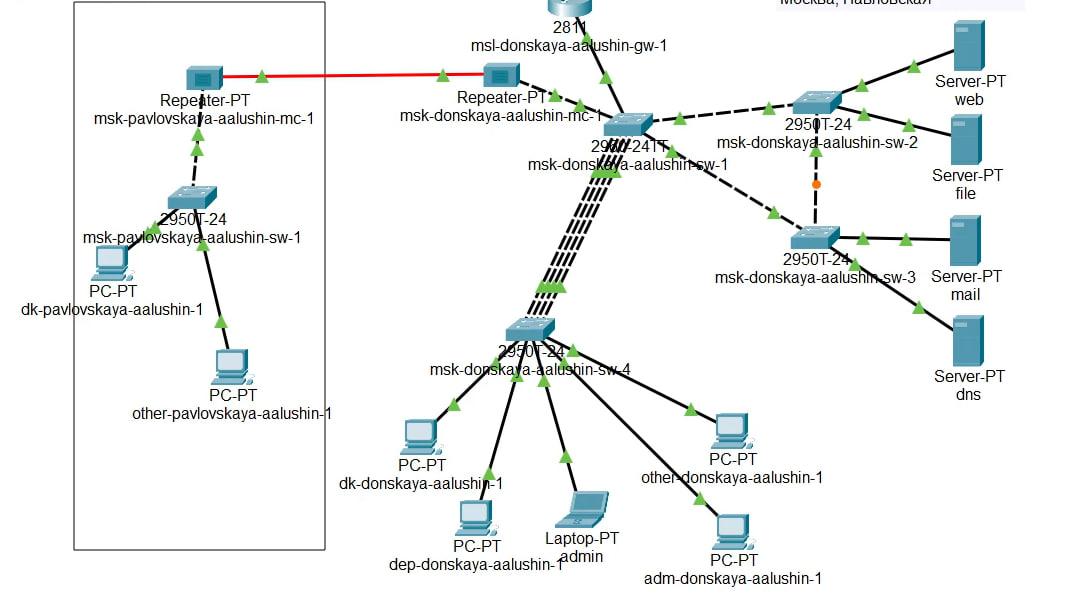 Москва, Павловская
2811
msl-donskaya-aalushin-gw-1
Repeater-PT
msk-pavlovskaya-aalushin-mc-1
Repeater-PT
msk-donskaya-aalushin-mc-1
2960-24TT
msk-donskaya-aalushin-sw-1
2950T-24
msk-donskaya-aalushin-sw-2
Server-PT
web
Server-PT
file
2950T-24
msk-pavlovskaya-aalushin-sw-1
2950T-24
msk-donskaya-aalushin-sw-3
Server-PT
mail
PC-PT
dk-pavlovskaya-aalushin-1
2950T-24
msk-donskaya-aalushin-sw-4
Server-PT
dns
PC-PT
other-pavlovskaya-aalushin-1
PC-PT
dk-donskaya-aalushin-1
PC-PT
other-donskaya-aalushin-1
PC-PT
dep-donskaya-aalushin-1
Laptop-PT
admin
PC-PT
adm-donskaya-aalushin-1